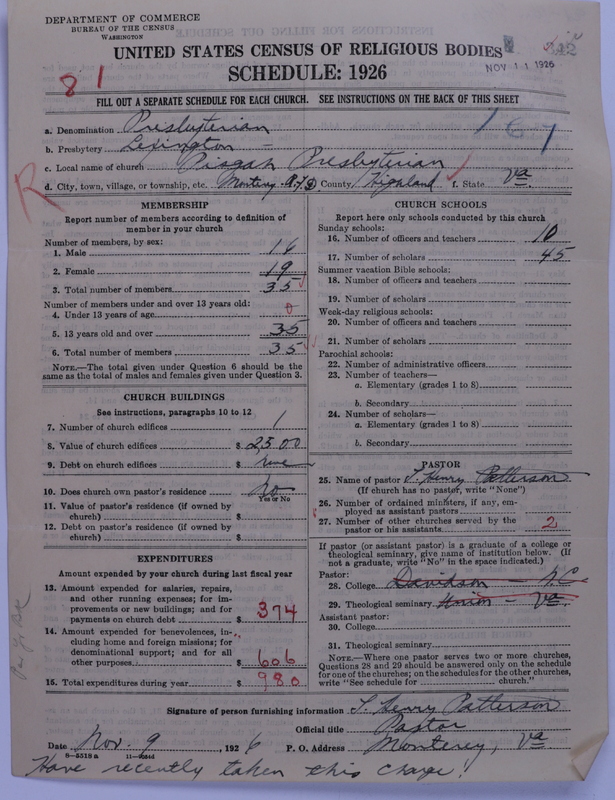 DEPARTMENT OF COMMERCE
BUREAU OF THE CENSUS
WASHINGTON
UNITED STATES CENSUS OF RELIGIOUS BODIES
SCHEDULE: 1926
NOV 11 1926
81
FILL OUT A SEPARATE SCHEDULE FOR EACH CHURCH. SEE INSTRUCTIONS ON THE BACK OF THIS SHEET
167
a. Denomination Presbyterian
b. Presbytery Lexington
c. Local name of church Pisgah Presbyterian
d. City, town, village, or township, etc. Monterey County Highland f. State Va.
R
MEMBERSHIP
Report number of members according to definition of
member in your church
Number of members, by sex:
1. Male 16
2. Female 19
3. Total number of members 35
Number of members under and over 13 years old:
4. Under 13 years of age 0
5. 13 years old and over 35
6. Total number of members 35
NOTE.—The total given under Question 6 should be
same as the total of males and females given under Question 3.
CHURCH BUILDINGS
See instructions, paragraphs 10 to 12
7. Number of church edifices 1
8. Value of church edifices $ 2500
9. Debt on church edifices $ none
10. Does church own pastor's residence no
Yes or No
11. Value of pastor's residence (if owned by
church) $
12. Debt on pastor's residence (if owned by
church) $
EXPENDITURES
Amount expended by your church during last fiscal year
13. Amount expended for salaries, repairs,
and other running expenses; for im-
provements or new buildings; and for
payments on church debt $ 374
14. Amount expended for benevolences, in-
cluding home and foreign missions; for
denominational support; and for all
other purposes $ 606
15. Total expenditures during year $ 980
CHURCH SCHOOLS
Report here only schools conducted by this church
Sunday schools:
16. Number of officers and teachers 10
17. Number of scholars 45
Summer vacation Bible schools:
18. Number of officers and teachers
19. Number of scholars
Week-day religious schools:
20. Number of officers and teachers
21. Number of scholars
Parochial schools:
22. Number of administrative officers
23. Number of teachers—
a. Elementary (grades 1 to 8)
b. Secondary
24. Number of scholars—
a. Elementary (grades 1 to 8)
b. Secondary
PASTOR
25. Name of pastor T. Henry Patterson
(If church has no pastor, write "None")
26. Number of ordained ministers, if any, em-
ployed as assistant pastors
27. Number of other churches served by the
pastor or his assistants 2
If pastor (or assistant pastor) is a graduate of a college or
theological seminary, give name of institution below. (If
not a graduate, write "No" in the space indicated.)
Pastor:
28. College Davidson — N.C.
29. Theological seminary Union — Va.
Assistant pastor:
30. College
31. Theological seminary
NOTE.—Where one pastor serves two or more churches,
Questions 28 and 29 should be answered only on the schedule
for one of the churches; on the schedules for the other churches,
write "See schedule for church."
Signature of person furnishing information T. Henry Patterson
Official title Pastor
Date Nov. 9, 1926 P. O. Address Monterey, Va
8—5518a
Have recently taken this charge.